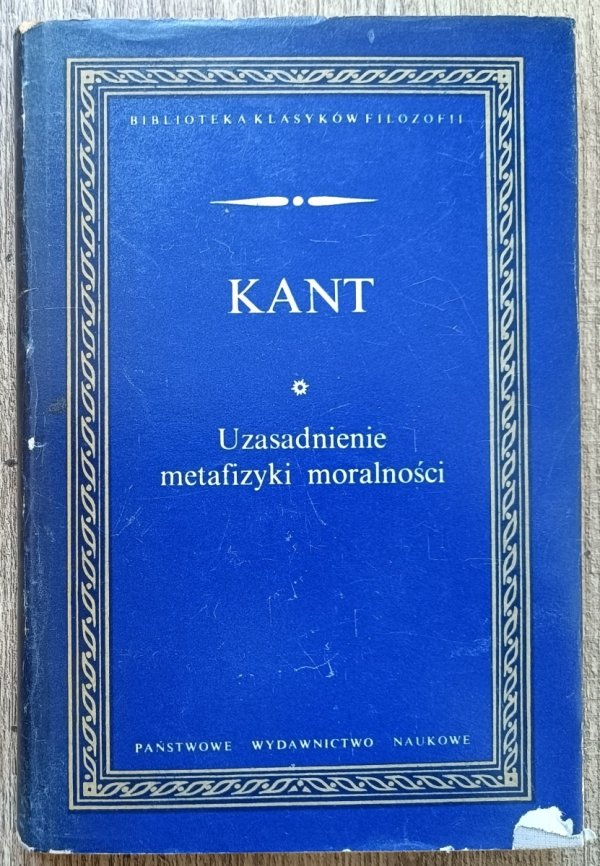 BIBLIOTEKA KLASYKÓW FILOZOFII
KANT
Uzasadnienie
metafizyki moralności
PAŃSTWOWE WYDAWNICTWO NAUKOWE